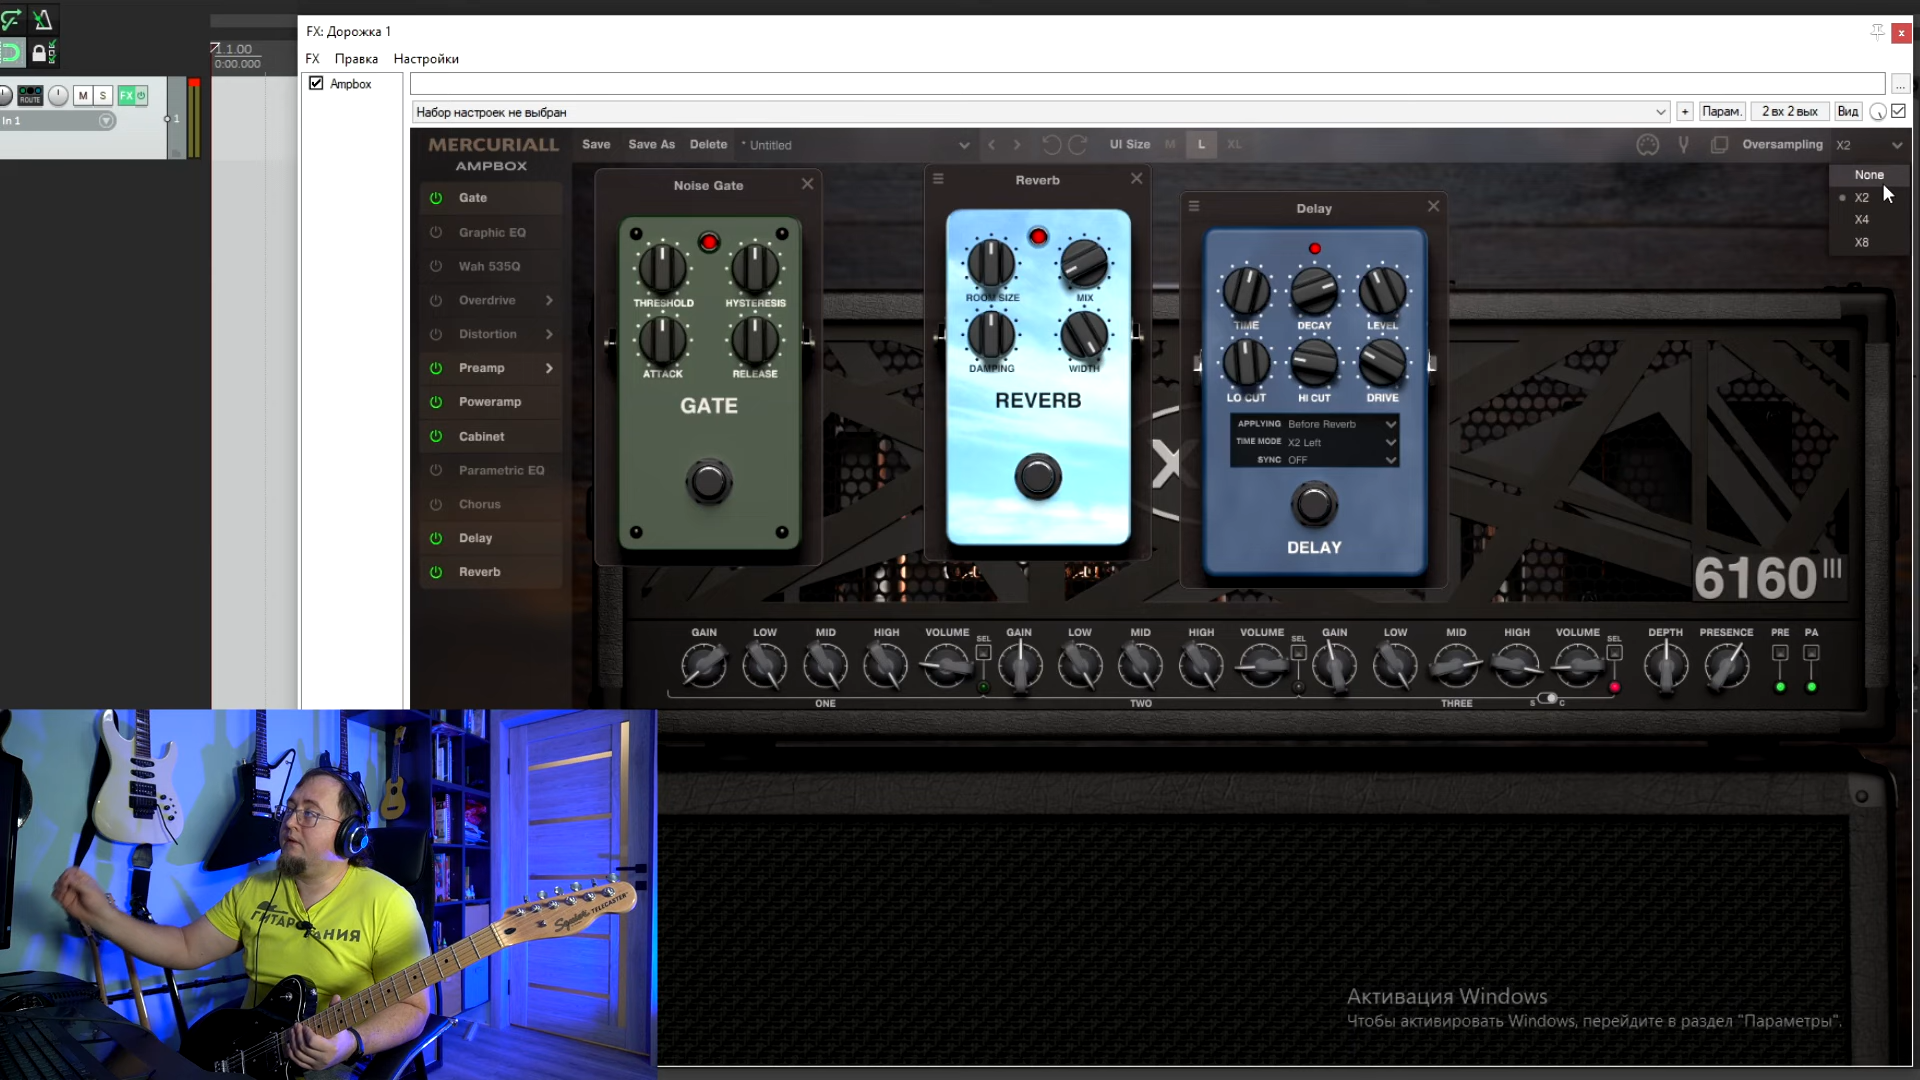 FX: Дорожка 1
FX Правка Настройки
Ampbox
...
Набор настроек не выбран
+ Парам. 2 вх 2 вых Вид
1.1.00
0:00.000
ROUTE M S FX
In 1
1
MERCURIALL
AMPBOX
Save Save As Delete * Untitled UI Size M L XL Oversampling X2
None
X2
X4
X8
Gate
Graphic EQ
Wah 535Q
Overdrive
Distortion
Preamp
Poweramp
Cabinet
Parametric EQ
Chorus
Delay
Reverb
Noise Gate
THRESHOLD HYSTERESIS
ATTACK RELEASE
GATE
Reverb
ROOM SIZE MIX
DAMPING WIDTH
REVERB
Delay
TIME DECAY LEVEL
LO CUT HI CUT DRIVE
APPLYING Before Reverb
TIME MODE X2 Left
SYNC OFF
DELAY
6160 III
GAIN LOW MID HIGH VOLUME SEL GAIN LOW MID HIGH VOLUME SEL GAIN LOW MID HIGH VOLUME SEL DEPTH PRESENCE PRE PA
ONE TWO THREE S C
ГИТАРОМАНИЯ
Squier TELECASTER
Активация Windows
Чтобы активировать Windows, перейдите в раздел "Параметры".